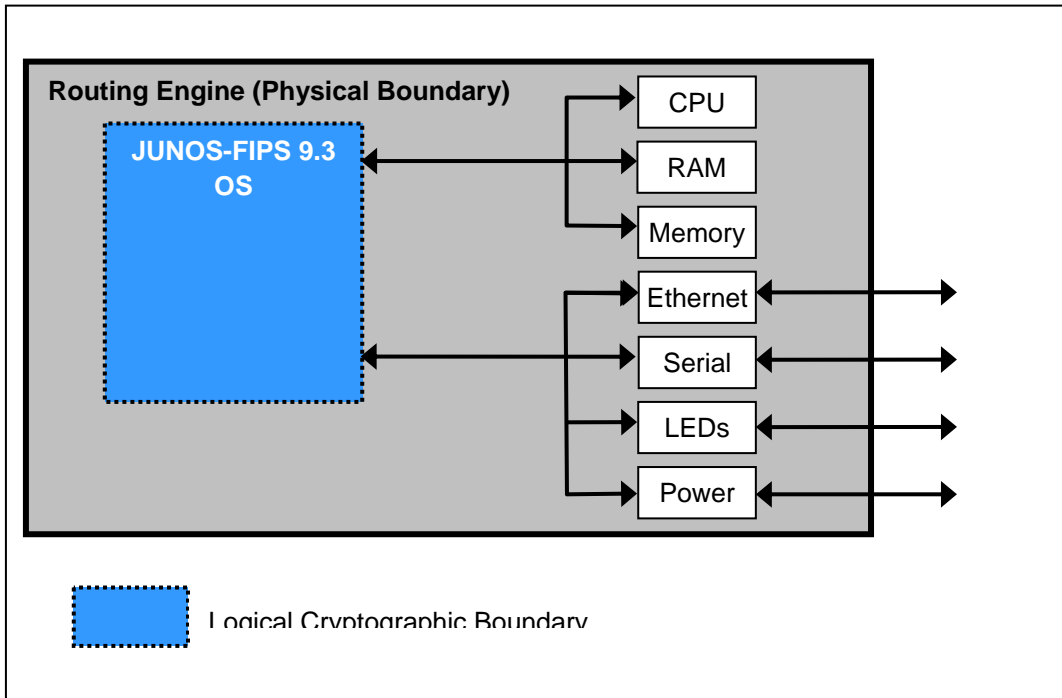 Routing Engine (Physical Boundary)
JUNOS-FIPS 9.3
OS
CPU
RAM
Memory
Ethernet
Serial
LEDs
Power
Logical Cryptographic Boundary